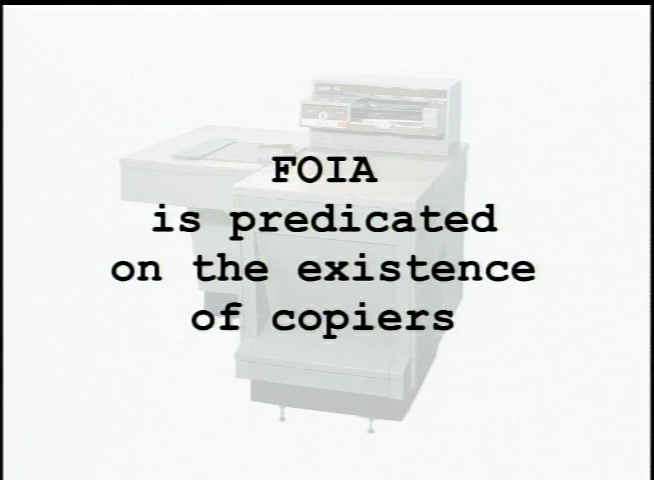 FOIA
is predicated
on the existence
of copiers